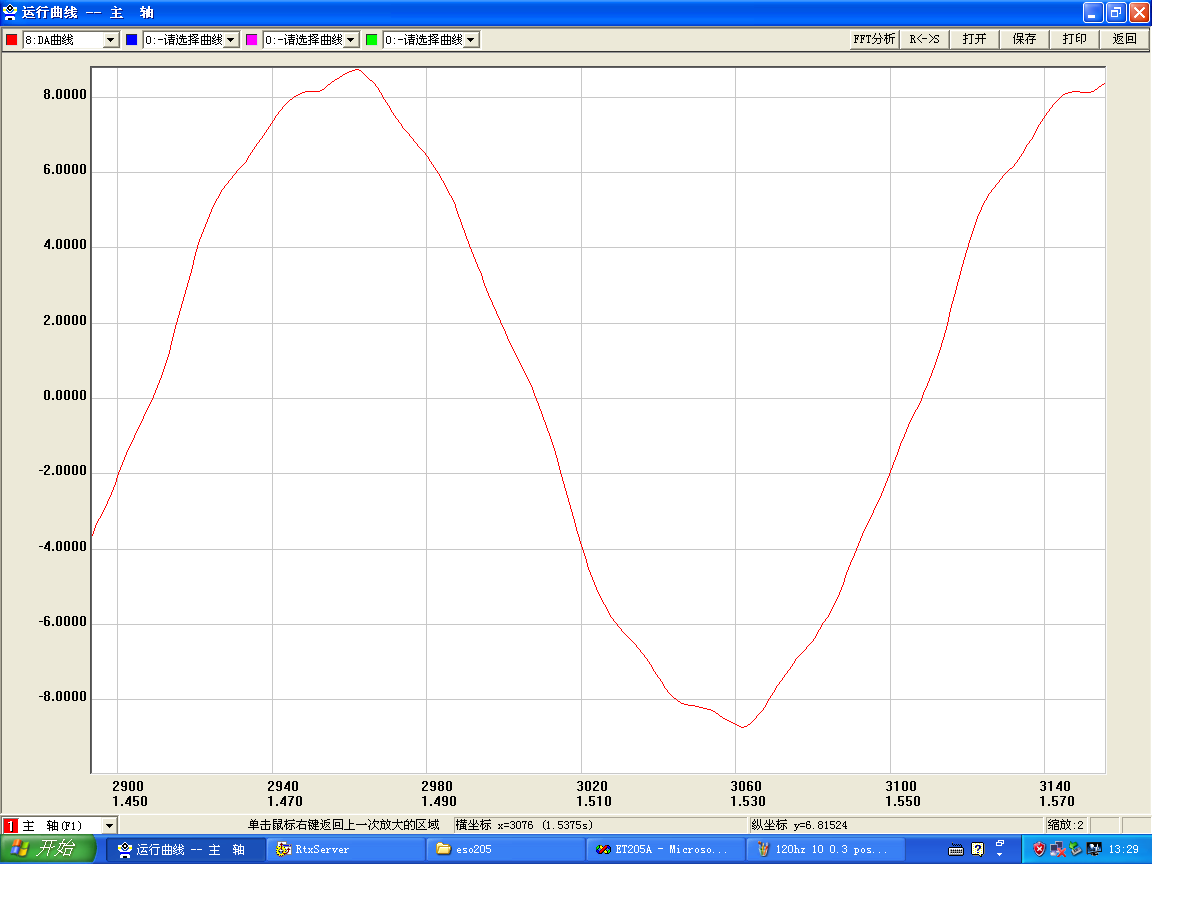 运行曲线 -- 主 轴
8:DA曲线 0:-请选择曲线 0:-请选择曲线 0:-请选择曲线 FFT分析 R<->S 打开 保存 打印 返回
8.0000
6.0000
4.0000
2.0000
0.0000
-2.0000
-4.0000
-6.0000
-8.0000
2900 2940 2980 3020 3060 3100 3140
1.450 1.470 1.490 1.510 1.530 1.550 1.570
1 主 轴(F1) 单击鼠标右键返回上一次放大的区域 横坐标 x=3076 (1.5375s) 纵坐标 y=6.81524 缩放:2
开始 运行曲线 -- 主 轴 RtxServer eso205 ET205A - Microso... 120hz 10 0.3 pos... 13:29